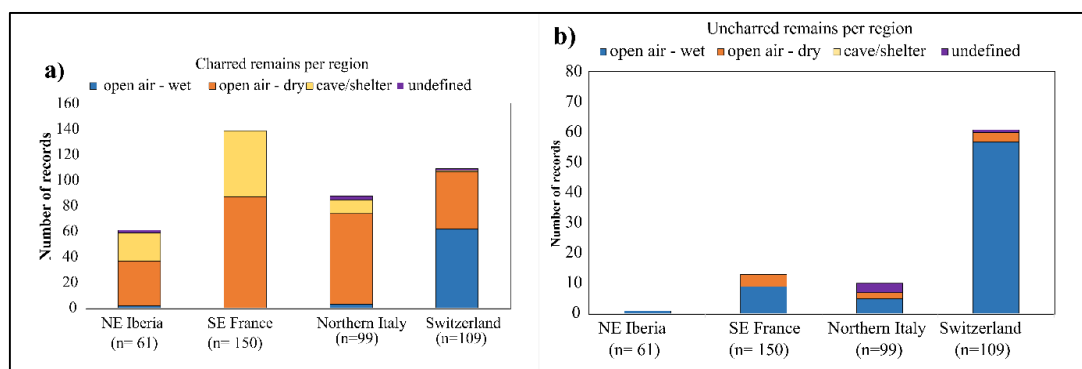 a)
Charred remains per region
open air - wet open air - dry cave/shelter undefined
Number of records
160
140
120
100
80
60
40
20
0
NE Iberia SE France Northern Italy Switzerland
(n= 61) (n= 150) (n=99) (n=109)
b)
Uncharred remains per region
open air - wet open air - dry cave/shelter undefined
Number of records
80
70
60
50
40
30
20
10
0
NE Iberia SE France Northern Italy Switzerland
(n= 61) (n= 150) (n=99) (n=109)